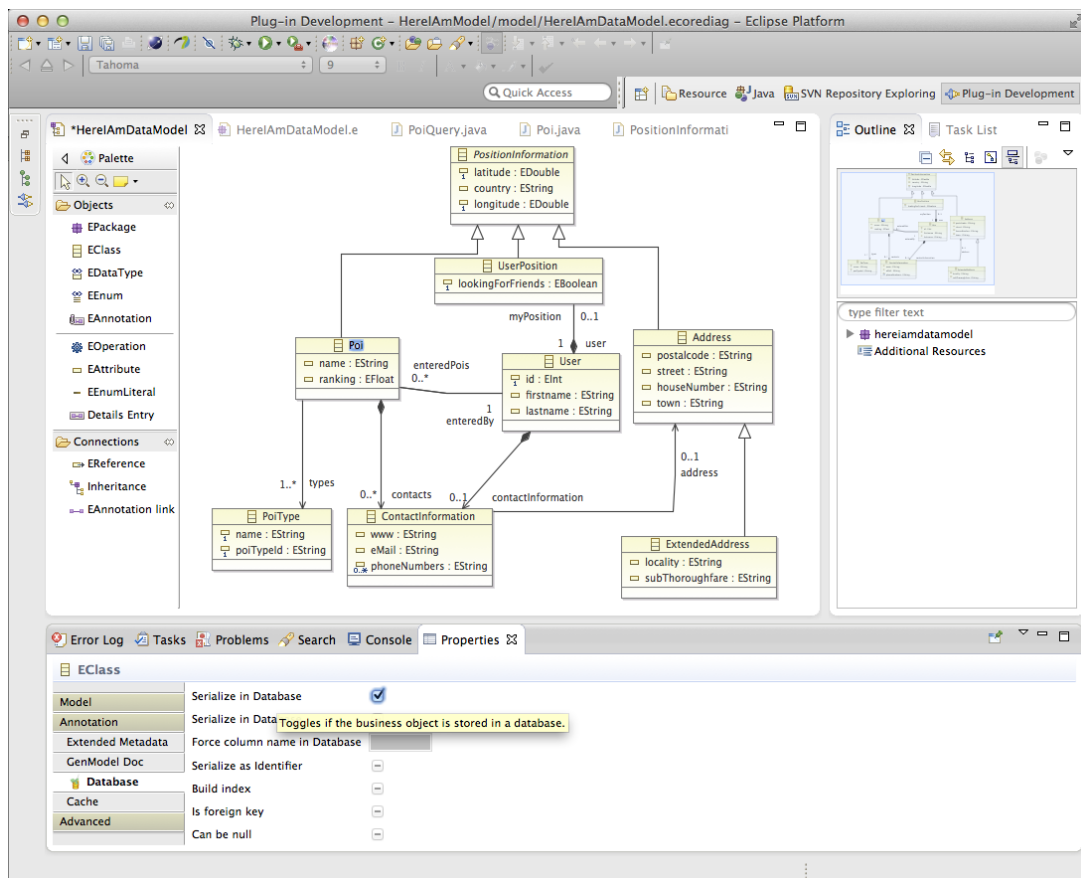 Plug-in Development – HereIAmModel/model/HereIAmDataModel.ecorediag – Eclipse Platform
Tahoma 9
Quick Access Resource Java SVN Repository Exploring Plug-in Development
*HereIAmDataModel HereIAmDataModel.e PoiQuery.java Poi.java PositionInformati
Palette
Objects
EPackage
EClass
EDataType
EEnum
EAnnotation
EOperation
EAttribute
EEnumLiteral
Details Entry
Connections
EReference
Inheritance
EAnnotation link
PositionInformation
latitude : EDouble
country : EString
longitude : EDouble
UserPosition
lookingForFriends : EBoolean
myPosition 0..1
1 user
Poi
name : EString
ranking : EFloat
enteredPois
0..*
User
id : EInt
firstname : EString
lastname : EString
1
enteredBy
Address
postalcode : EString
street : EString
houseNumber : EString
town : EString
0..1
address
1..* types
0..* contacts
0..1 contactInformation
PoiType
name : EString
poiTypeId : EString
ContactInformation
www : EString
eMail : EString
phoneNumbers : EString
ExtendedAddress
locality : EString
subThoroughfare : EString
Outline Task List
type filter text
hereiamdatamodel
Additional Resources
Error Log Tasks Problems Search Console Properties
EClass
Model
Annotation
Extended Metadata
GenModel Doc
Database
Cache
Advanced
Serialize in Database
Serialize in Data
Toggles if the business object is stored in a database.
Force column name in Database
Serialize as Identifier
Build index
Is foreign key
Can be null